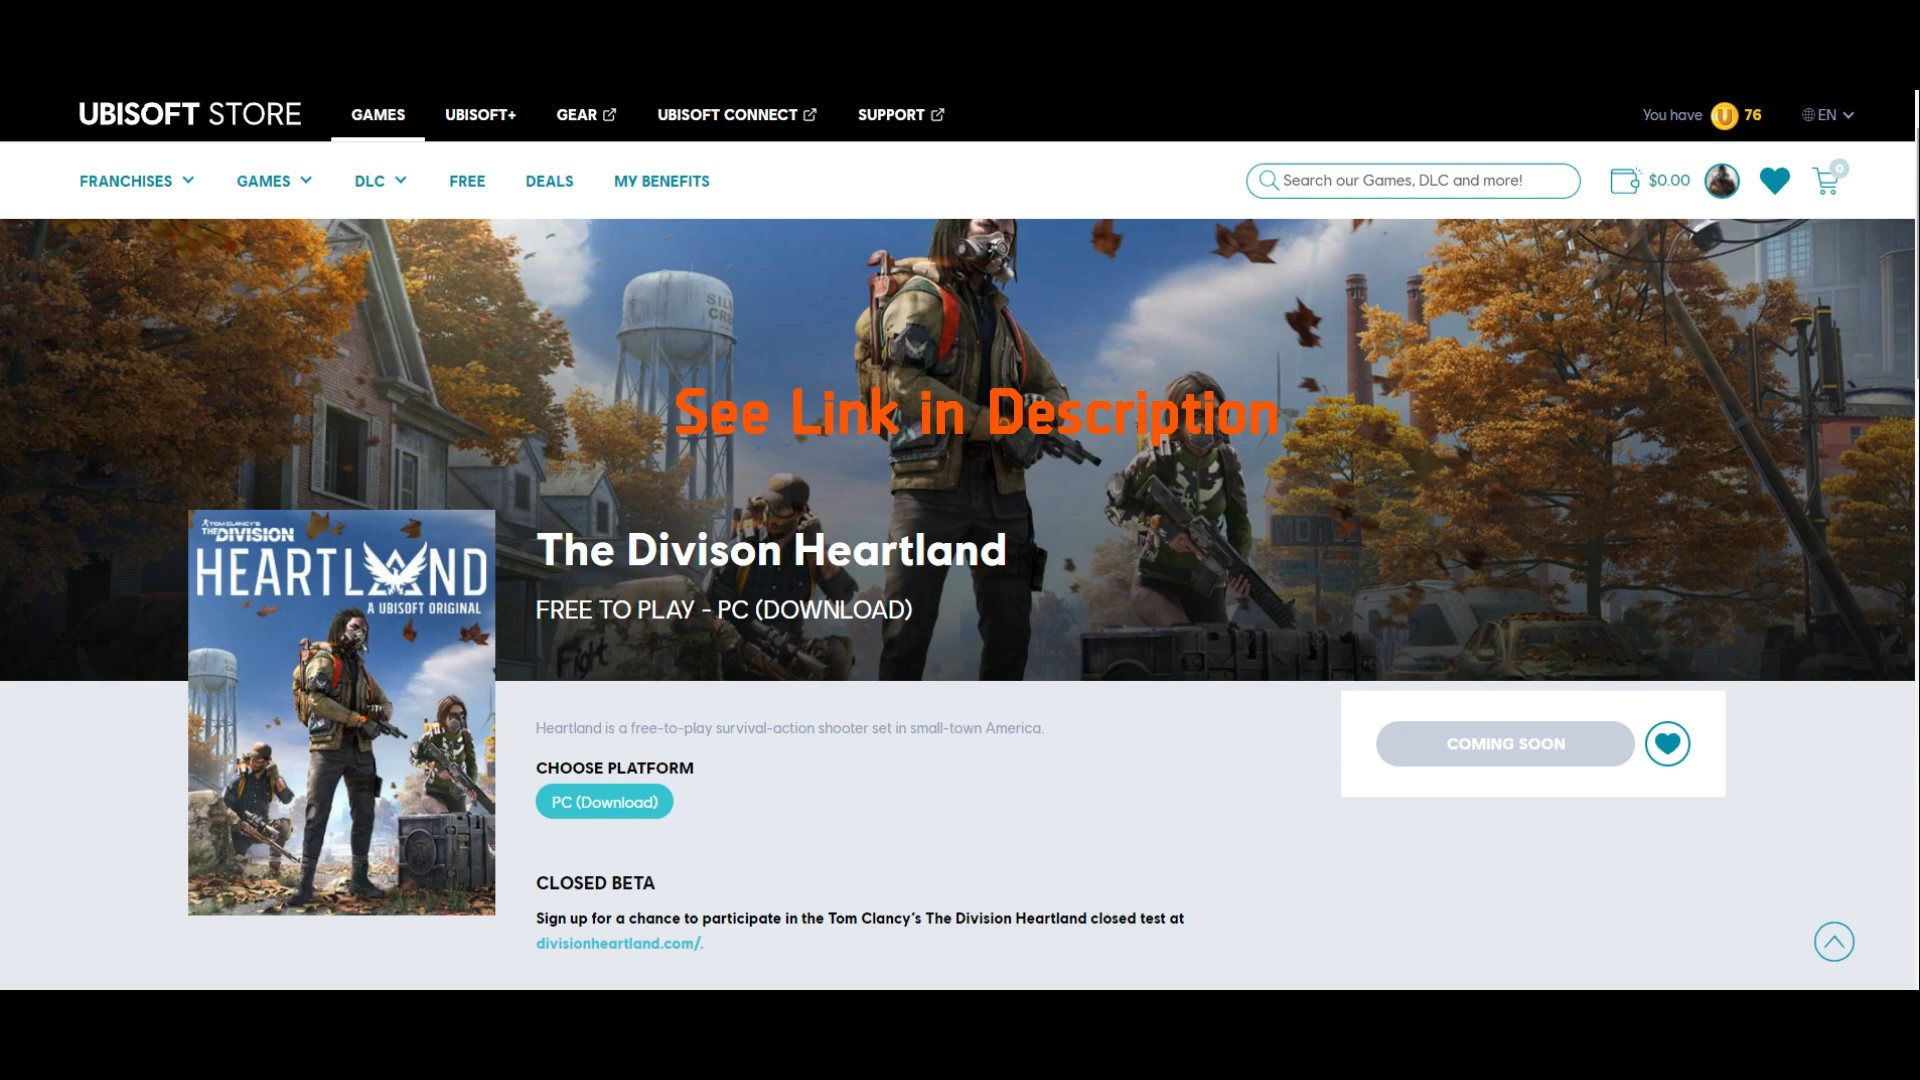 UBISOFT STORE
GAMES
UBISOFT+
GEAR
UBISOFT CONNECT
SUPPORT
You have
76
EN
FRANCHISES
GAMES
DLC
FREE
DEALS
MY BENEFITS
Search our Games, DLC and more!
$0.00
0
See Link in Description
MOTEL
The Divison Heartland
FREE TO PLAY - PC (DOWNLOAD)
Fight
TOM CLANCY'S
THE DIVISION
HEARTLAND
A UBISOFT ORIGINAL
Heartland is a free-to-play survival-action shooter set in small-town America.
COMING SOON
CHOOSE PLATFORM
PC (Download)
CLOSED BETA
Sign up for a chance to participate in the Tom Clancy's The Division Heartland closed test at
divisionheartland.com/.